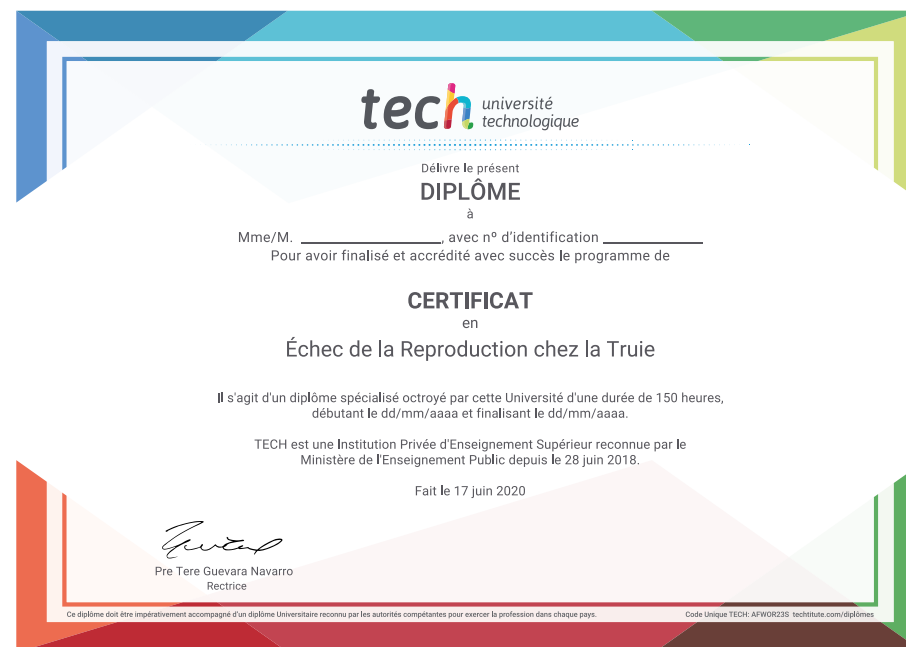 tech université
technologique
Délivre le présent
DIPLÔME
à
Mme/M. ____________________, avec nº d'identification ______________
Pour avoir finalisé et accrédité avec succès le programme de
CERTIFICAT
en
Échec de la Reproduction chez la Truie
Il s'agit d'un diplôme spécialisé octroyé par cette Université d'une durée de 150 heures,
débutant le dd/mm/aaaa et finalisant le dd/mm/aaaa.
TECH est une Institution Privée d'Enseignement Supérieur reconnue par le
Ministère de l'Enseignement Public depuis le 28 juin 2018.
Fait le 17 juin 2020
Pre Tere Guevara Navarro
Rectrice
Ce diplôme doit être impérativement accompagné d'un diplôme Universitaire reconnu par les autorités compétantes pour exercer la profession dans chaque pays.
Code Unique TECH: AFWOR23S techtitute.com/diplômes